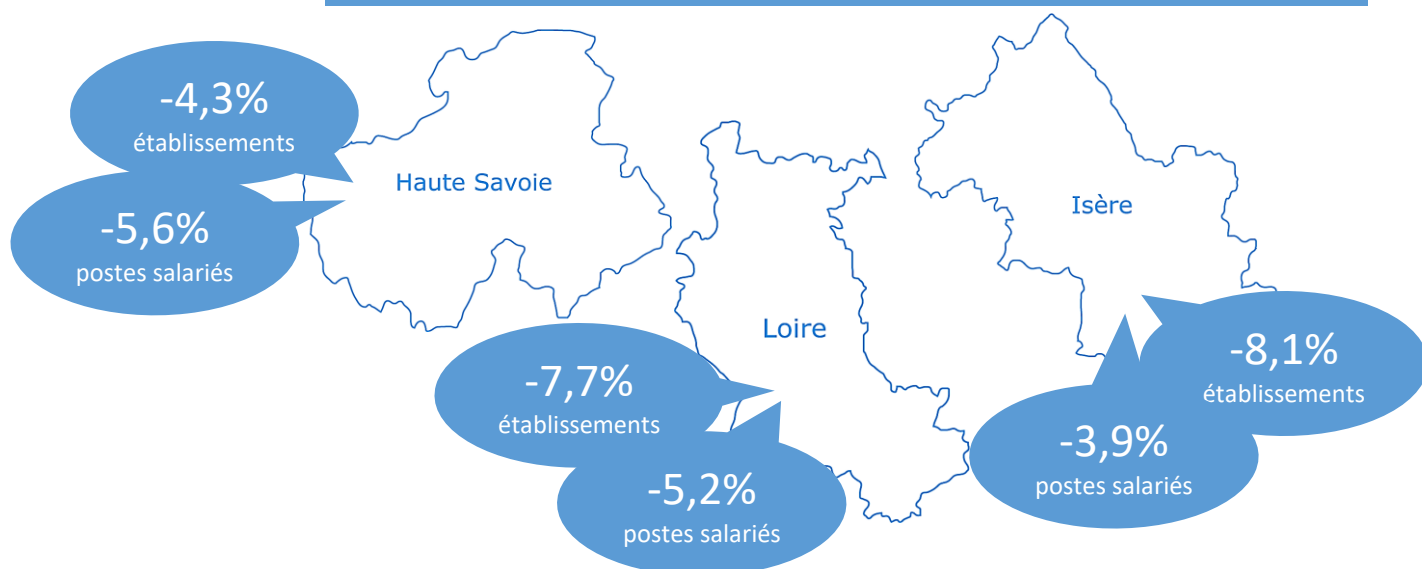 -4,3%
établissements
Haute Savoie
-5,6%
postes salariés
Isère
Loire
-7,7%
établissements
-8,1%
établissements
-5,2%
postes salariés
-3,9%
postes salariés